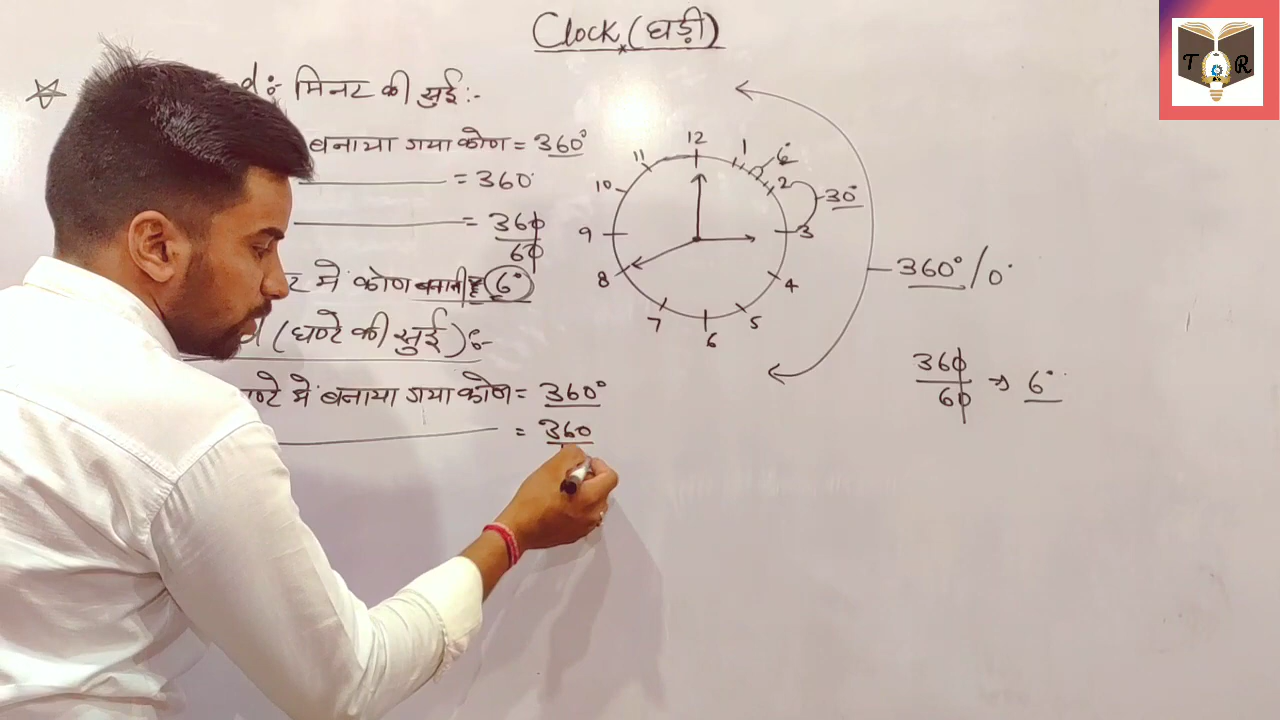 Clock (घड़ी)
मिनट की सुई :-
बनाया गया कोण = 360°
= 360°
= 360
60
में कोण बनाती है 6°
(घण्टे की सुई) :-
में बनाया गया कोण = 360°
= 360
12
1
2
3
4
5
6
7
8
9
10
11
6°
30°
360° / 0°
360
60
→ 6°
T R